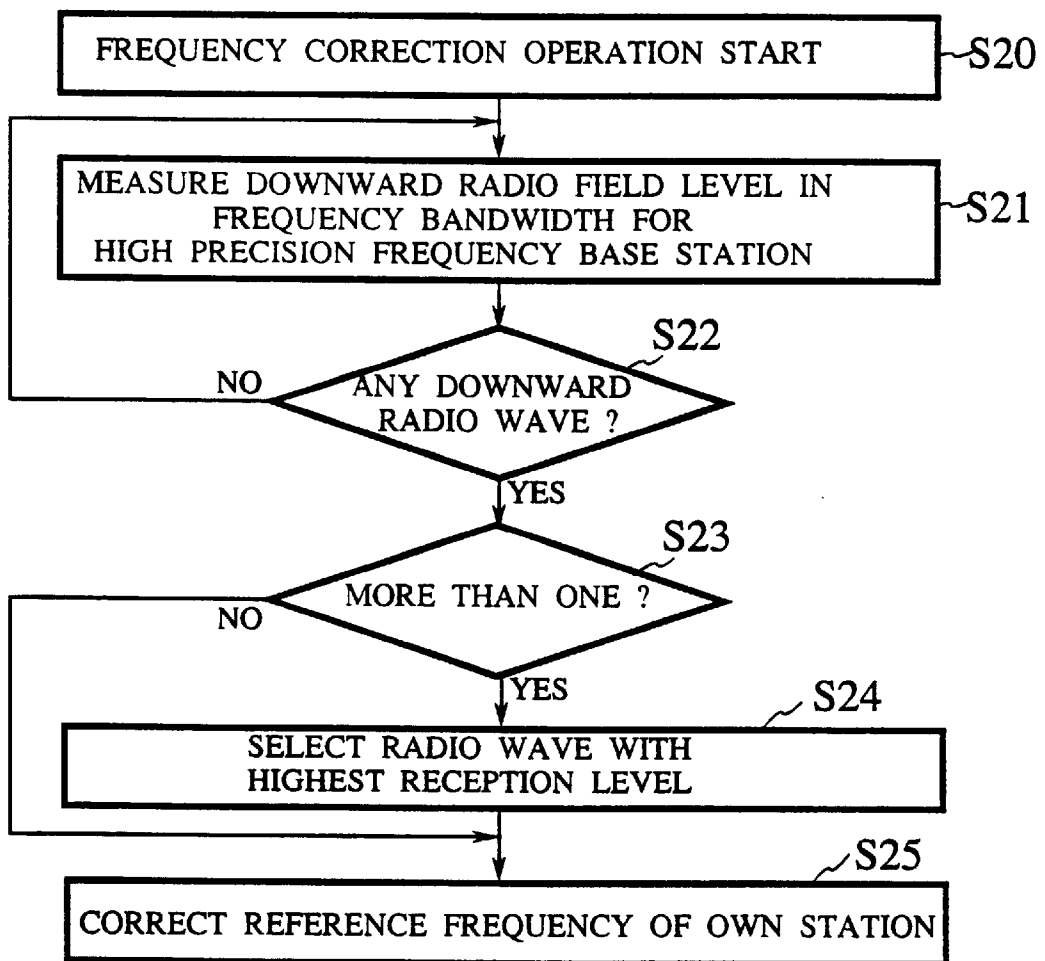 FREQUENCY CORRECTION OPERATION START
S20
MEASURE DOWNWARD RADIO FIELD LEVEL IN
FREQUENCY BANDWIDTH FOR
HIGH PRECISION FREQUENCY BASE STATION
S21
S22
ANY DOWNWARD
RADIO WAVE ?
NO
YES
S23
MORE THAN ONE ?
NO
YES
S24
SELECT RADIO WAVE WITH
HIGHEST RECEPTION LEVEL
S25
CORRECT REFERENCE FREQUENCY OF OWN STATION